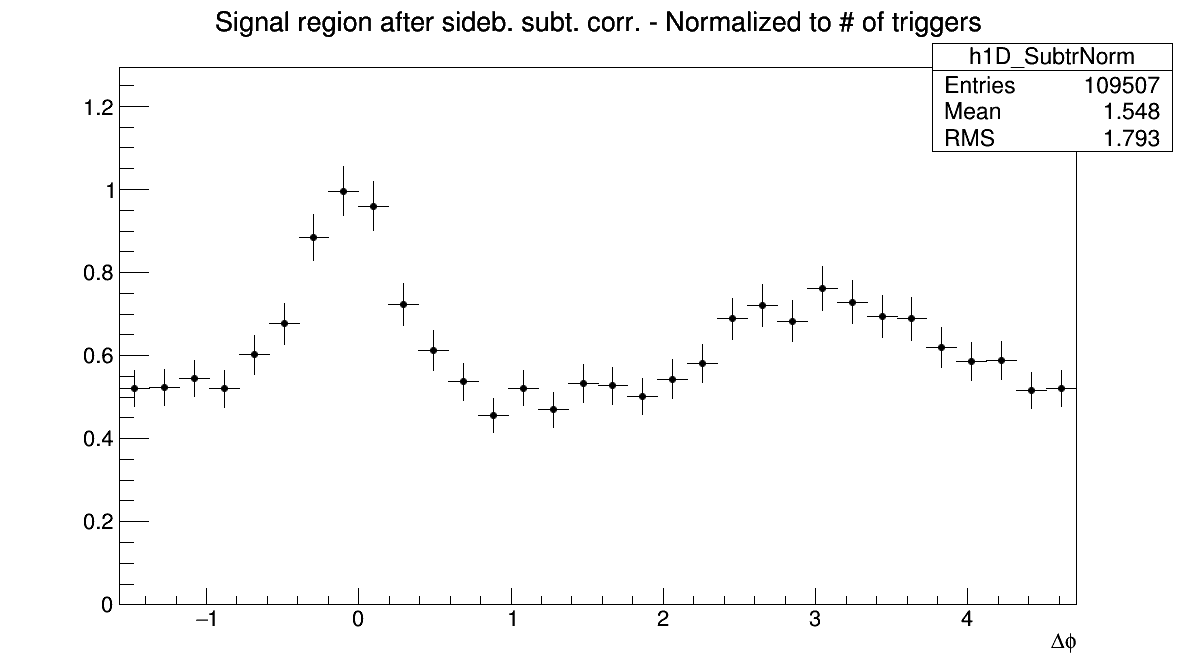 Signal region after sideb. subt. corr. - Normalized to # of triggers
h1D_SubtrNorm
Entries 109507
Mean 1.548
RMS 1.793
1.2
1
0.8
0.6
0.4
0.2
0
−1 0 1 2 3 4
Δϕ